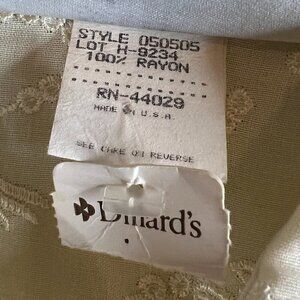 STYLE 050505
LOT H-9234
100% RAYON
RN-44029
MADE IN U.S.A
SEE CARE ON REVERSE
Dillard's